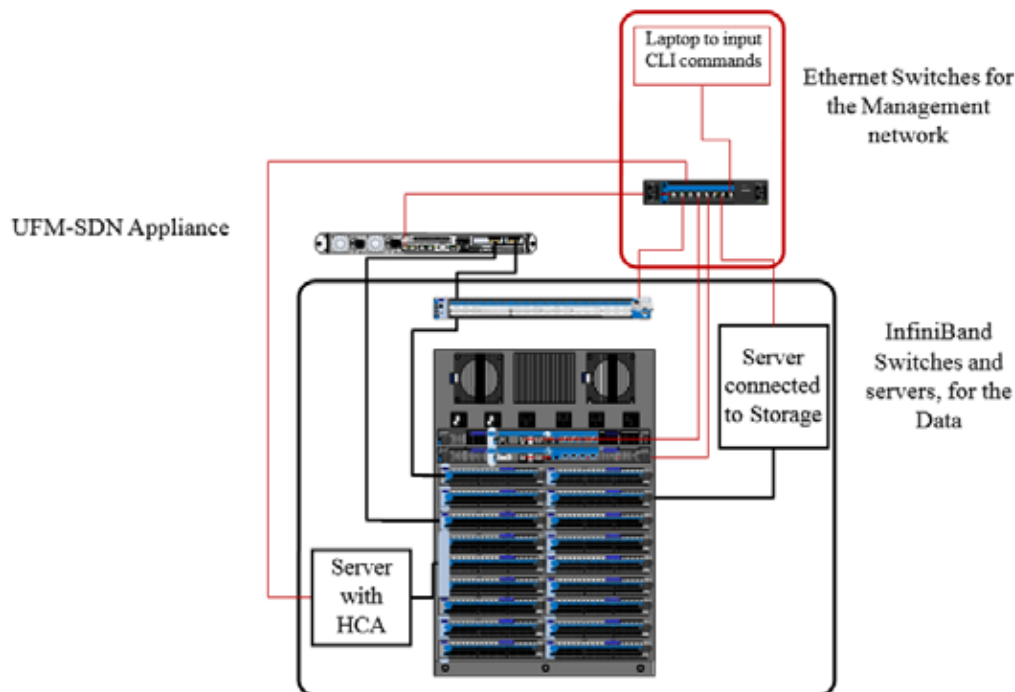 Laptop to input
CLI commands
Ethernet Switches for
the Management
network
UFM-SDN Appliance
Server
connected
to Storage
InfiniBand
Switches and
servers, for the
Data
Server
with
HCA